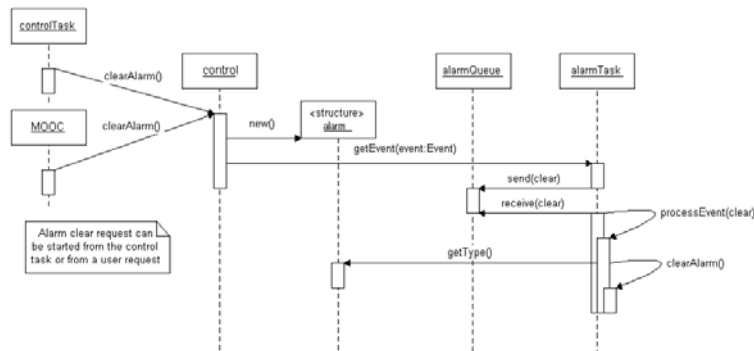 controlTask
control
alarmQueue
alarmTask
clearAlarm()
MOOC
clearAlarm()
«structure»
alarm
new()
getEvent(event:Event)
send(clear)
receive(clear)
processEvent(clear)
Alarm clear request can
be started from the control
task or from a user request
getType()
clearAlarm()